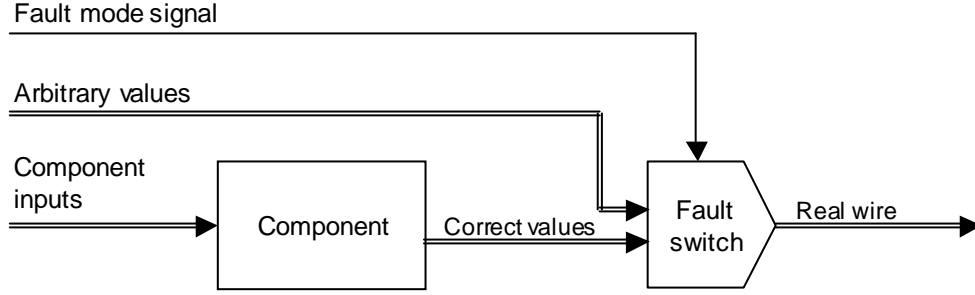 Fault mode signal
Arbitrary values
Component
inputs
Component
Correct values
Fault
switch
Real wire